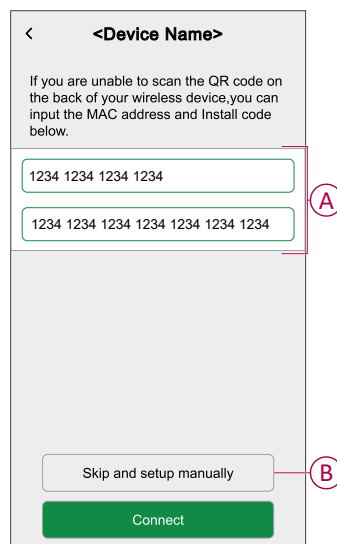 <Device Name>
If you are unable to scan the QR code on
the back of your wireless device,you can
input the MAC address and Install code
below.
1234 1234 1234 1234
1234 1234 1234 1234 1234 1234 1234
A
Skip and setup manually
B
Connect